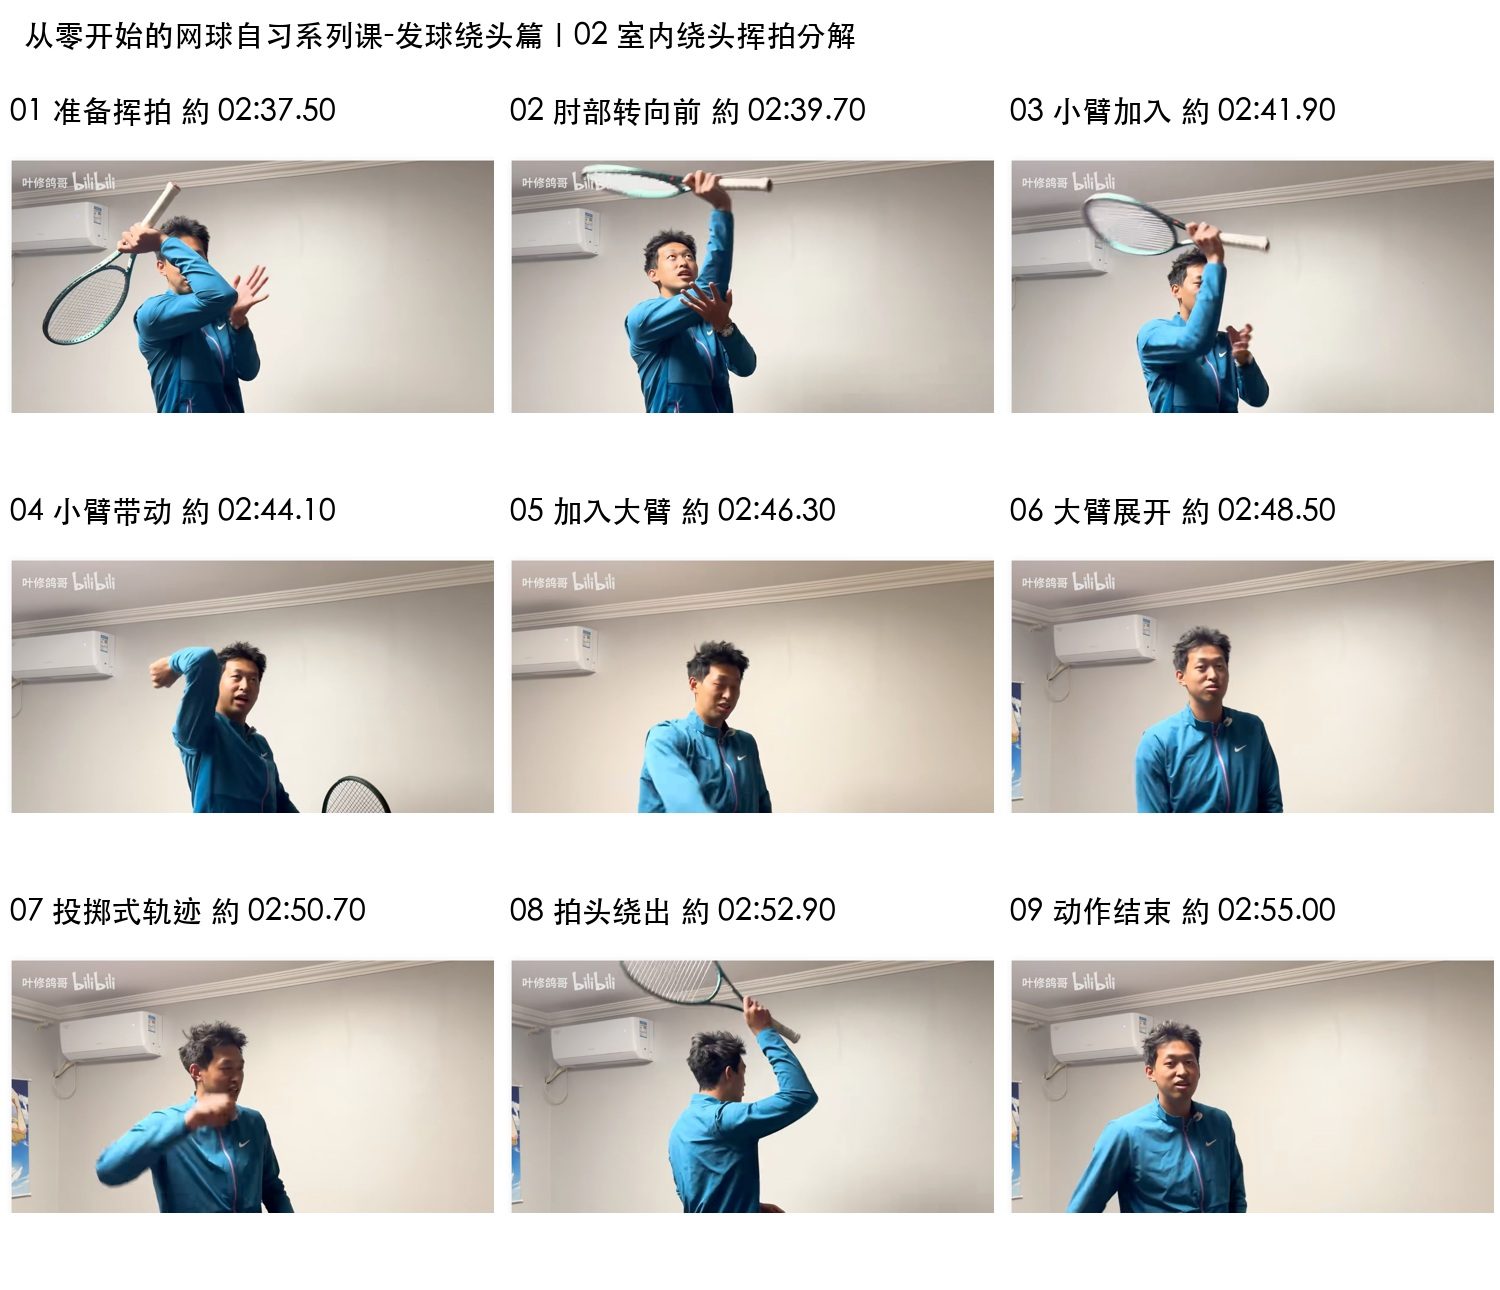 从零开始的网球自习系列课-发球绕头篇 | 02 室内绕头挥拍分解
01 准备挥拍 約 02:37.50
02 肘部转向前 約 02:39.70
03 小臂加入 約 02:41.90
叶修鸽哥 bilibili
叶修鸽哥 bilibili
叶修鸽哥 bilibili
04 小臂带动 約 02:44.10
05 加入大臂 約 02:46.30
06 大臂展开 約 02:48.50
叶修鸽哥 bilibili
叶修鸽哥 bilibili
叶修鸽哥 bilibili
07 投掷式轨迹 約 02:50.70
08 拍头绕出 約 02:52.90
09 动作结束 約 02:55.00
叶修鸽哥 bilibili
叶修鸽哥 bilibili
叶修鸽哥 bilibili